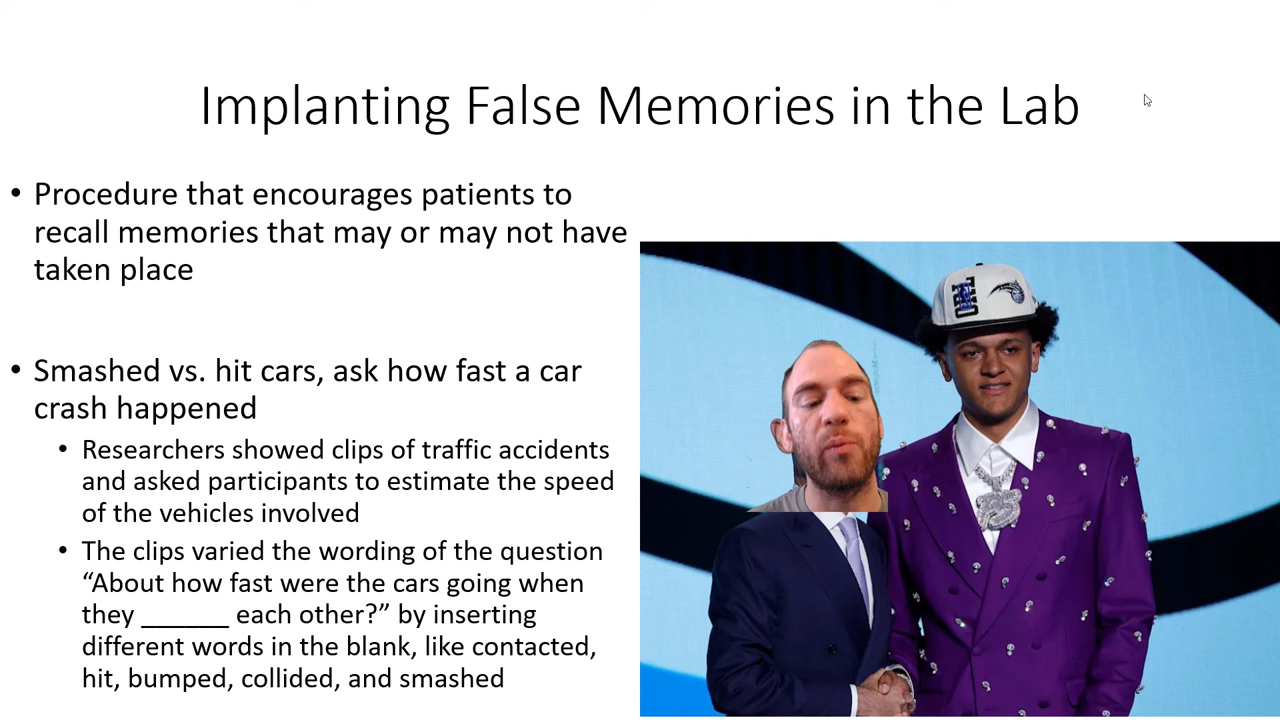 Implanting False Memories in the Lab
• Procedure that encourages patients to
recall memories that may or may not have
taken place
• Smashed vs. hit cars, ask how fast a car
crash happened
• Researchers showed clips of traffic accidents
and asked participants to estimate the speed
of the vehicles involved
• The clips varied the wording of the question
“About how fast were the cars going when
they ______ each other?” by inserting
different words in the blank, like contacted,
hit, bumped, collided, and smashed